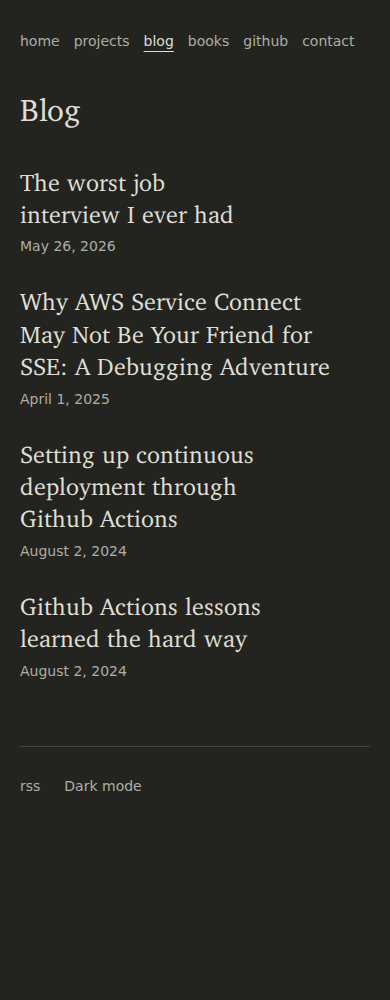 home projects blog books github contact
Blog
The worst job
interview I ever had
May 26, 2026
Why AWS Service Connect
May Not Be Your Friend for
SSE: A Debugging Adventure
April 1, 2025
Setting up continuous
deployment through
Github Actions
August 2, 2024
Github Actions lessons
learned the hard way
August 2, 2024
rss Dark mode